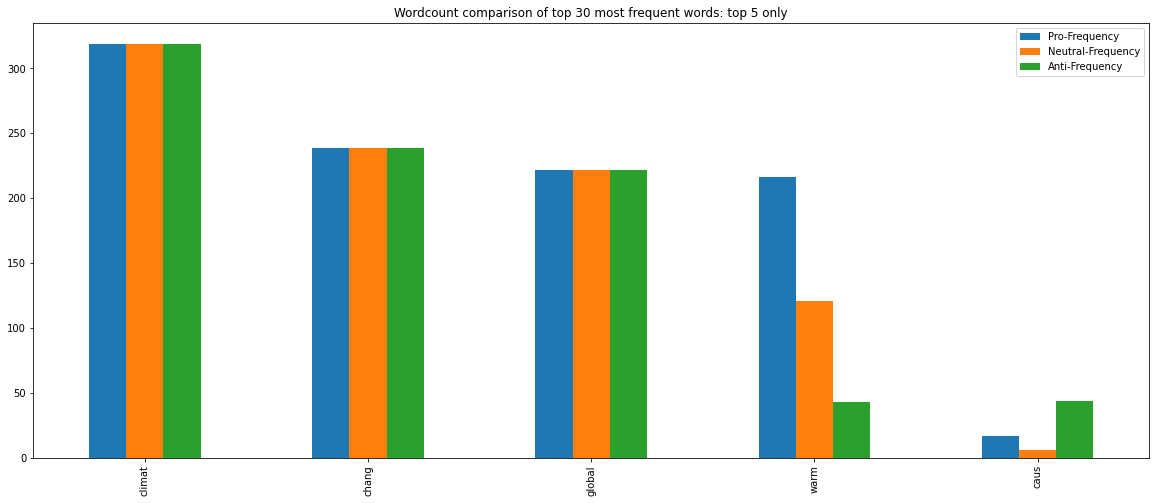 Wordcount comparison of top 30 most frequent words: top 5 only
Pro-Frequency
Neutral-Frequency
Anti-Frequency
300
250
200
150
100
50
0
climat
chang
global
warm
caus